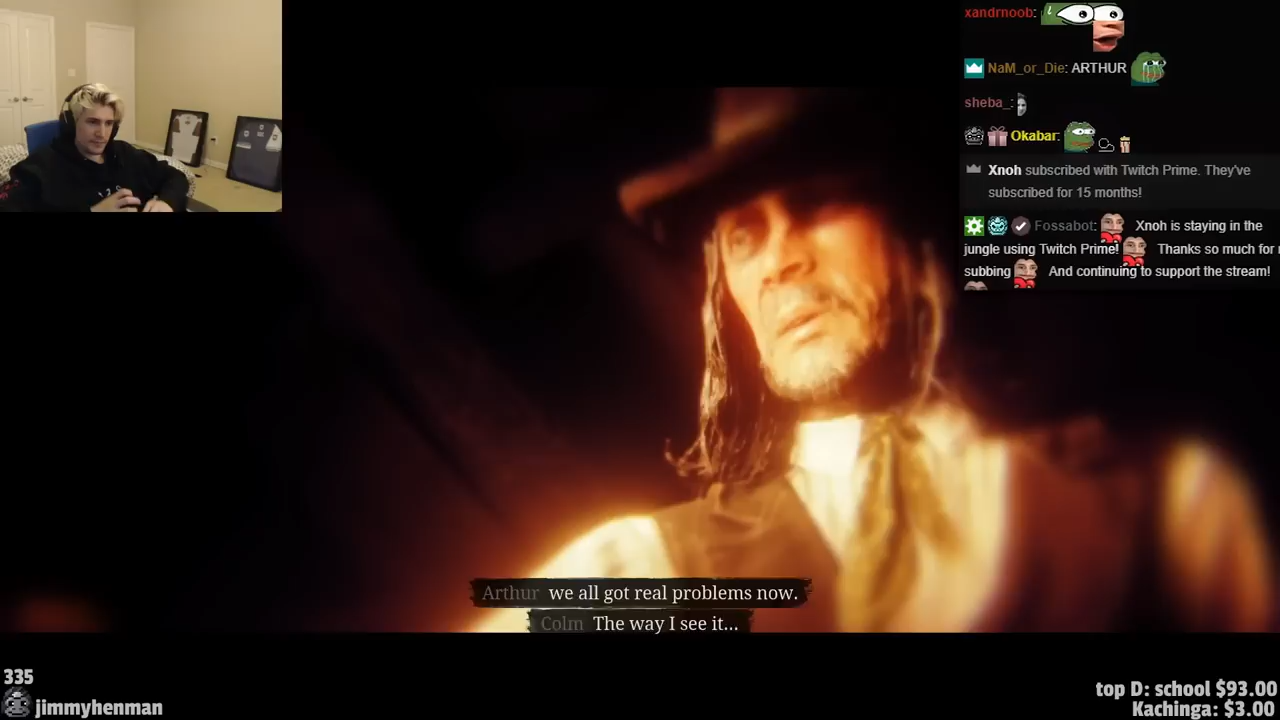 xandrnoob:
NaM_or_Die: ARTHUR
sheba_:
Okabar:
Xnoh subscribed with Twitch Prime. They've
subscribed for 15 months!
Fossabot: Xnoh is staying in the
jungle using Twitch Prime! Thanks so much for
subbing And continuing to support the stream!
Arthur we all got real problems now.
Colm The way I see it...
335
jimmyhenman
top D: school $93.00
Kachinga: $3.00